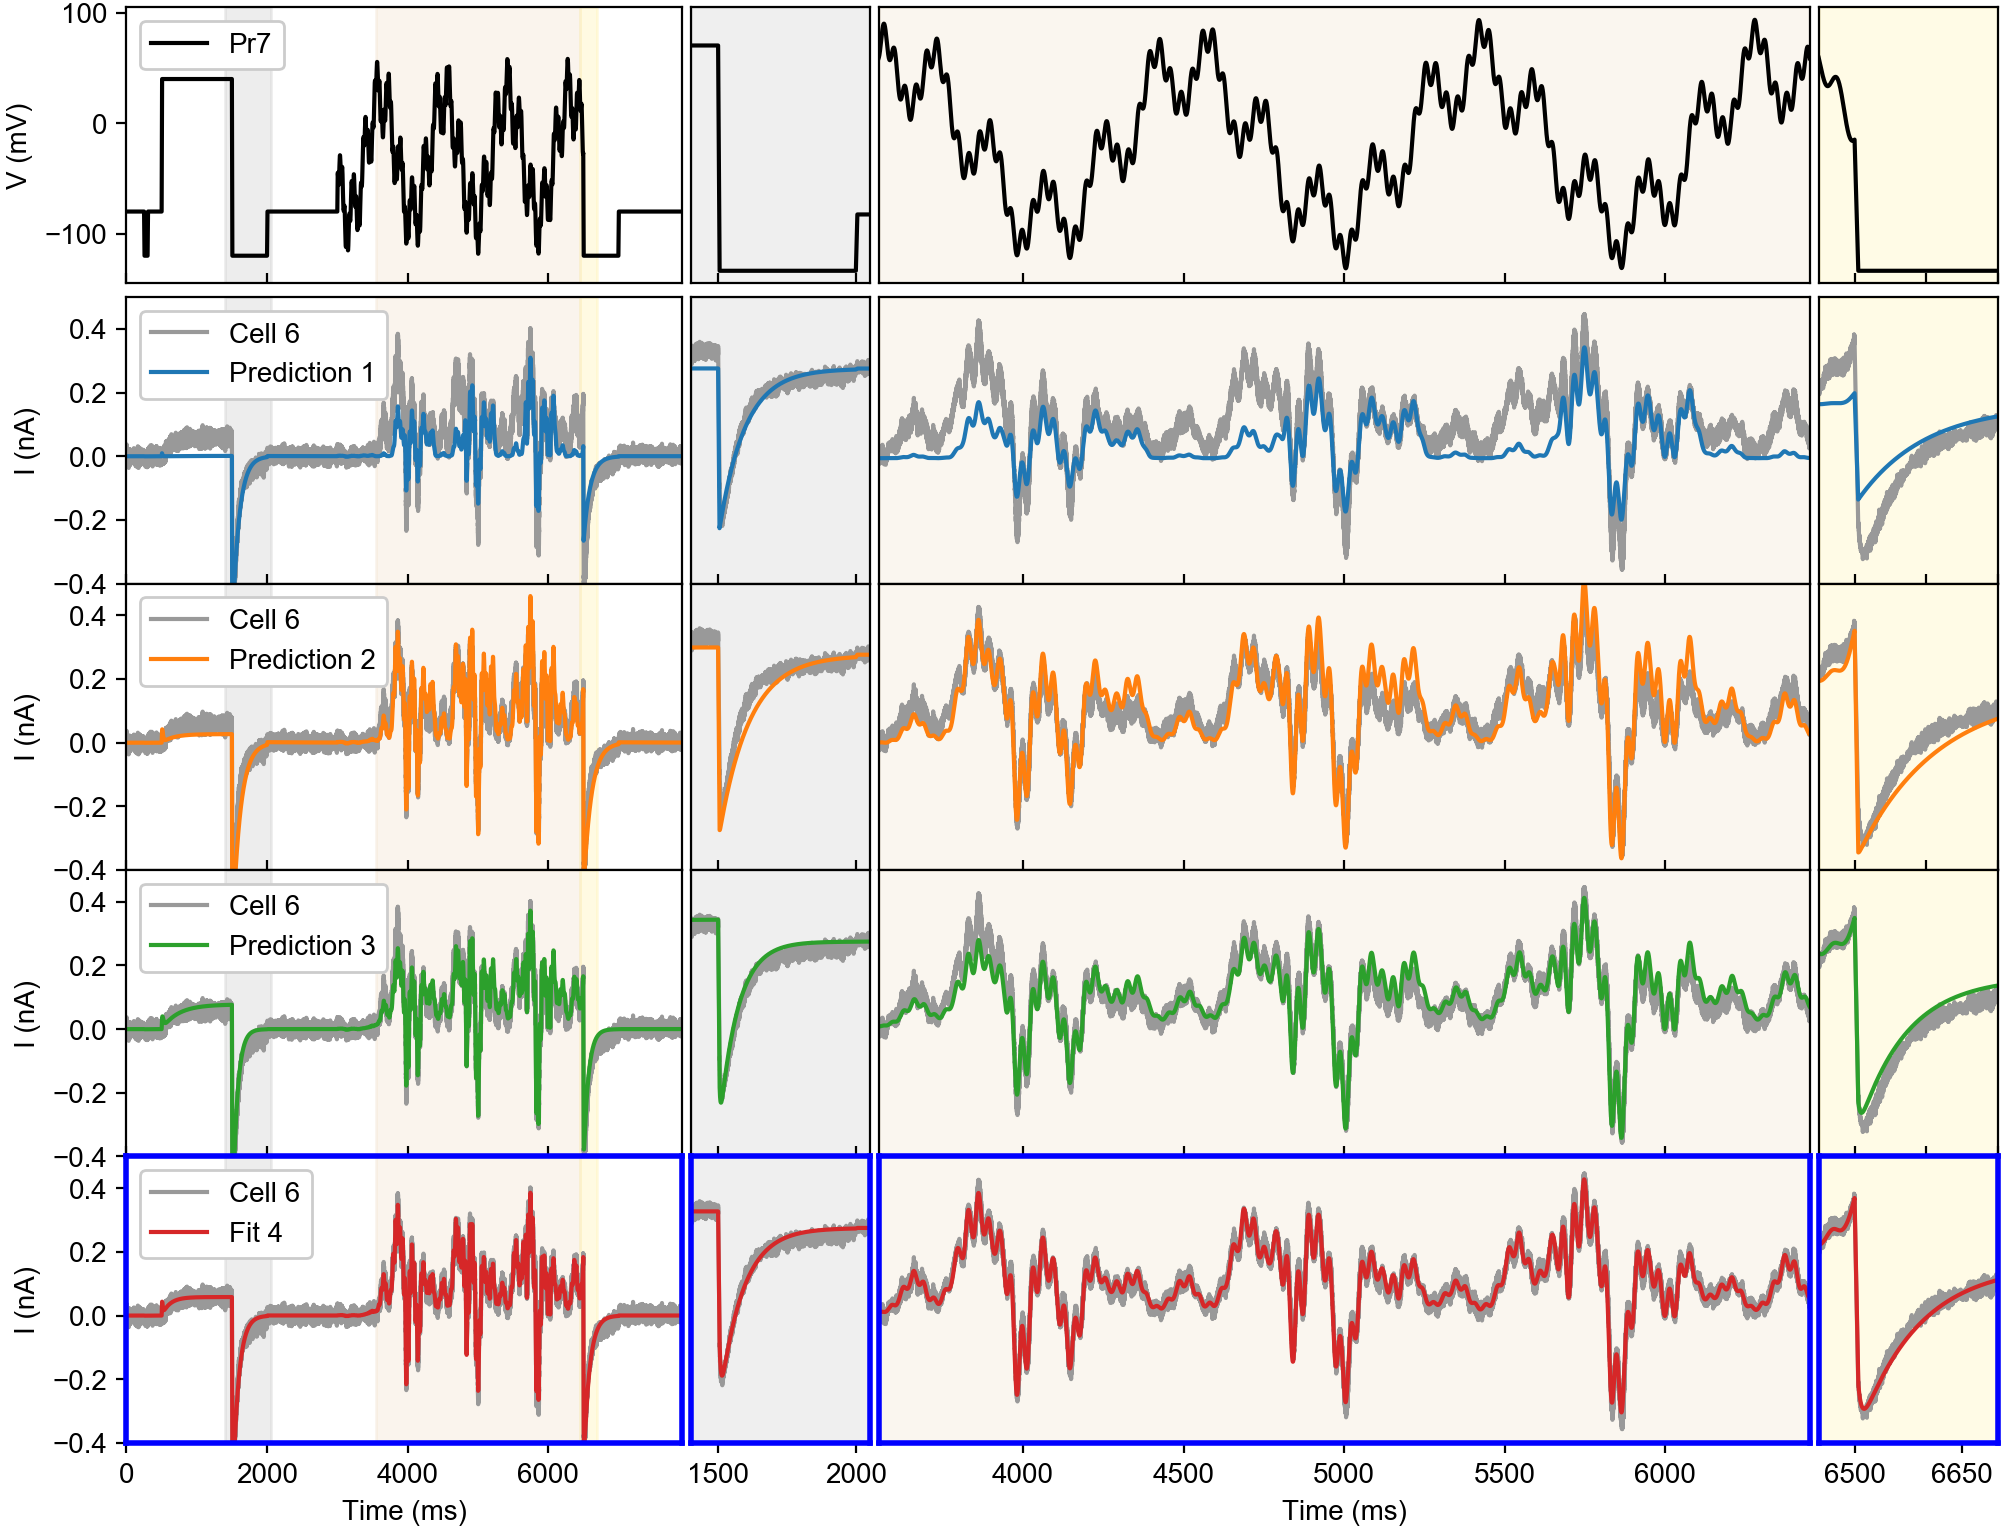 100
0
−100
V (mV)
Pr7
0.4
0.2
0.0
−0.2
−0.4
I (nA)
Cell 6
Prediction 1
0.4
0.2
0.0
−0.2
−0.4
I (nA)
Cell 6
Prediction 2
0.4
0.2
0.0
−0.2
−0.4
I (nA)
Cell 6
Prediction 3
0.4
0.2
0.0
−0.2
−0.4
I (nA)
Cell 6
Fit 4
0 2000 4000 6000 1500 2000 4000 4500 5000 5500 6000 6500 6650
Time (ms) Time (ms)